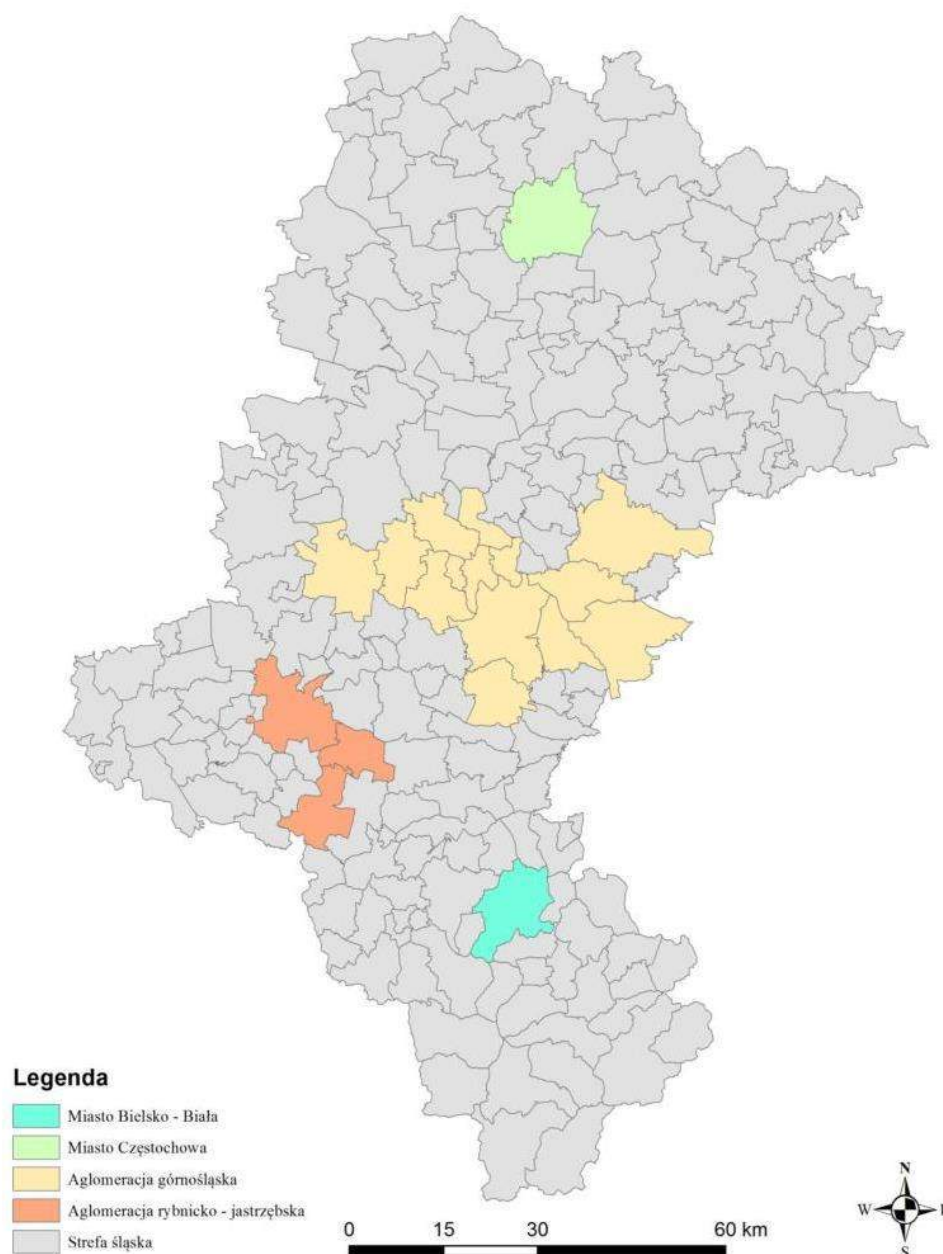 Legenda
Miasto Bielsko - Biała
Miasto Częstochowa
Aglomeracja górnośląska
Aglomeracja rybnicko - jastrzębska
Strefa śląska
0 15 30 60 km
N
W E
S